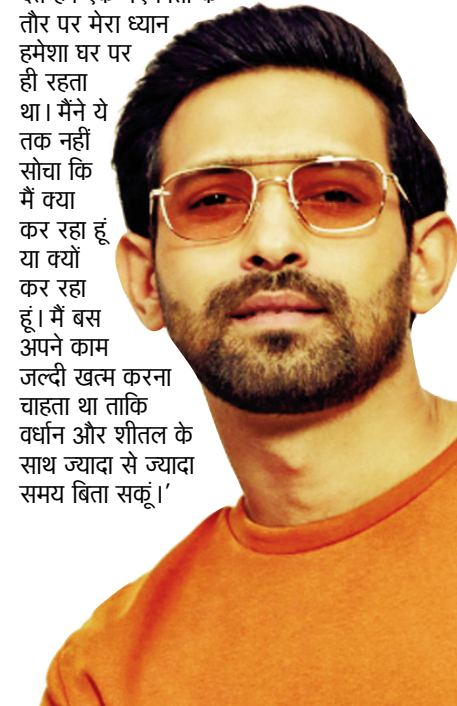 तौर पर मेरा ध्यान
हमेशा घर पर
ही रहता
था। मैंने ये
तक नहीं
सोचा कि
मैं क्या
कर रहा हूं
या क्यों
कर रहा
हूं। मैं बस
अपने काम
जल्दी खत्म करना
चाहता था ताकि
वर्धान और शीतल के
साथ ज्यादा से ज्यादा
समय बिता सकूं।’